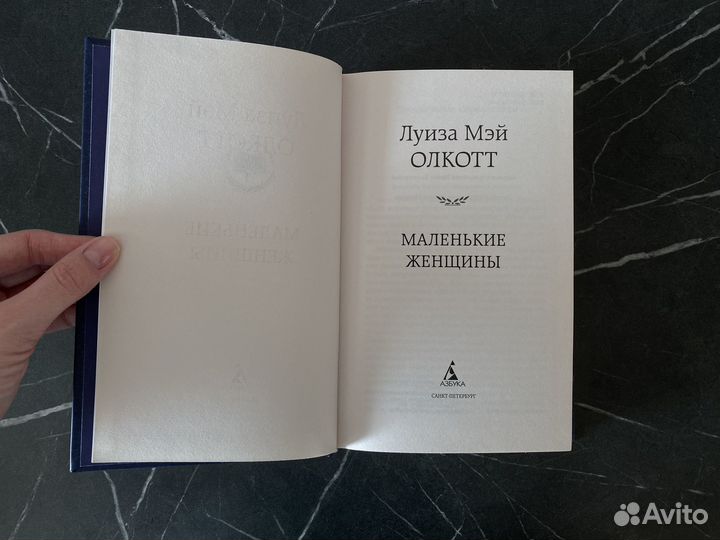 Луиза Мэй
ОЛКОТТ
МАЛЕНЬКИЕ
ЖЕНЩИНЫ
АЗБУКА
САНКТ-ПЕТЕРБУРГ
Avito